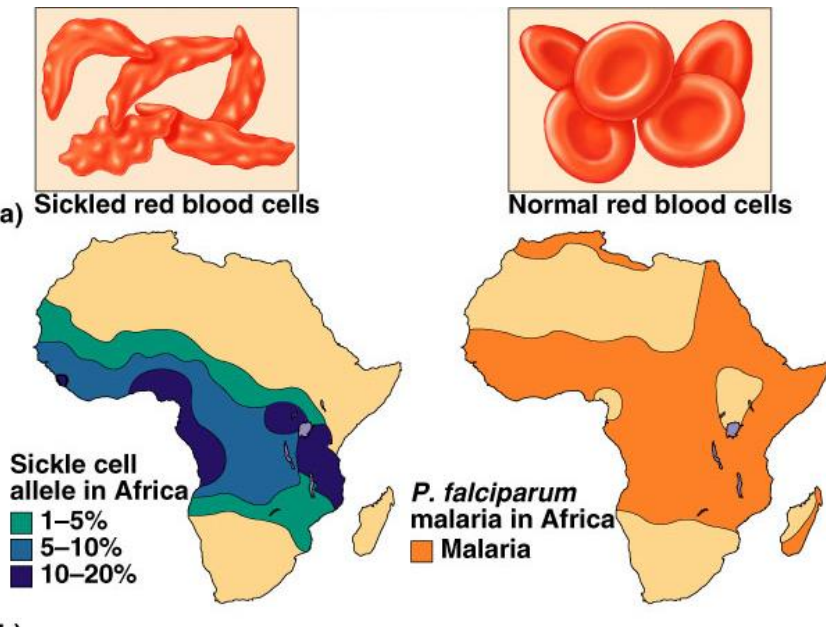 a) Sickled red blood cells
Normal red blood cells
Sickle cell
allele in Africa
1–5%
5–10%
10–20%
P. falciparum
malaria in Africa
Malaria